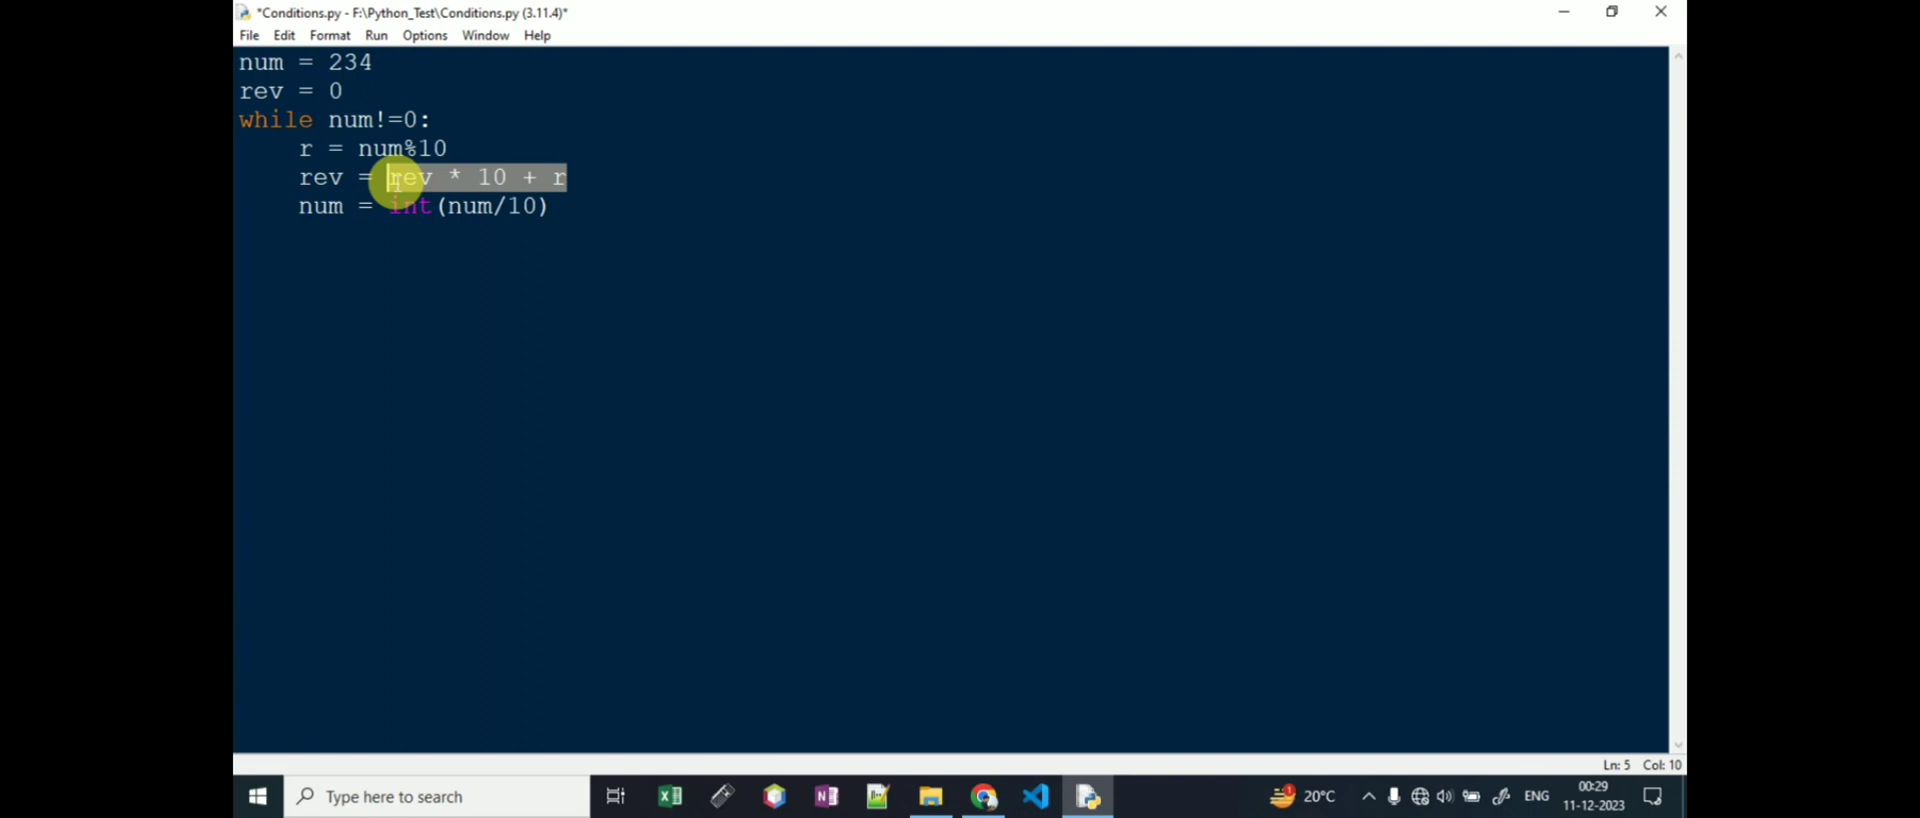 *Conditions.py - F:\Python_Test\Conditions.py (3.11.4)*
File Edit Format Run Options Window Help
num = 234
rev = 0
while num!=0:
    r = num%10
    rev = rev * 10 + r
    num = int(num/10)
Ln: 5 Col: 10
Type here to search
20°C
ENG
00:29
11-12-2023